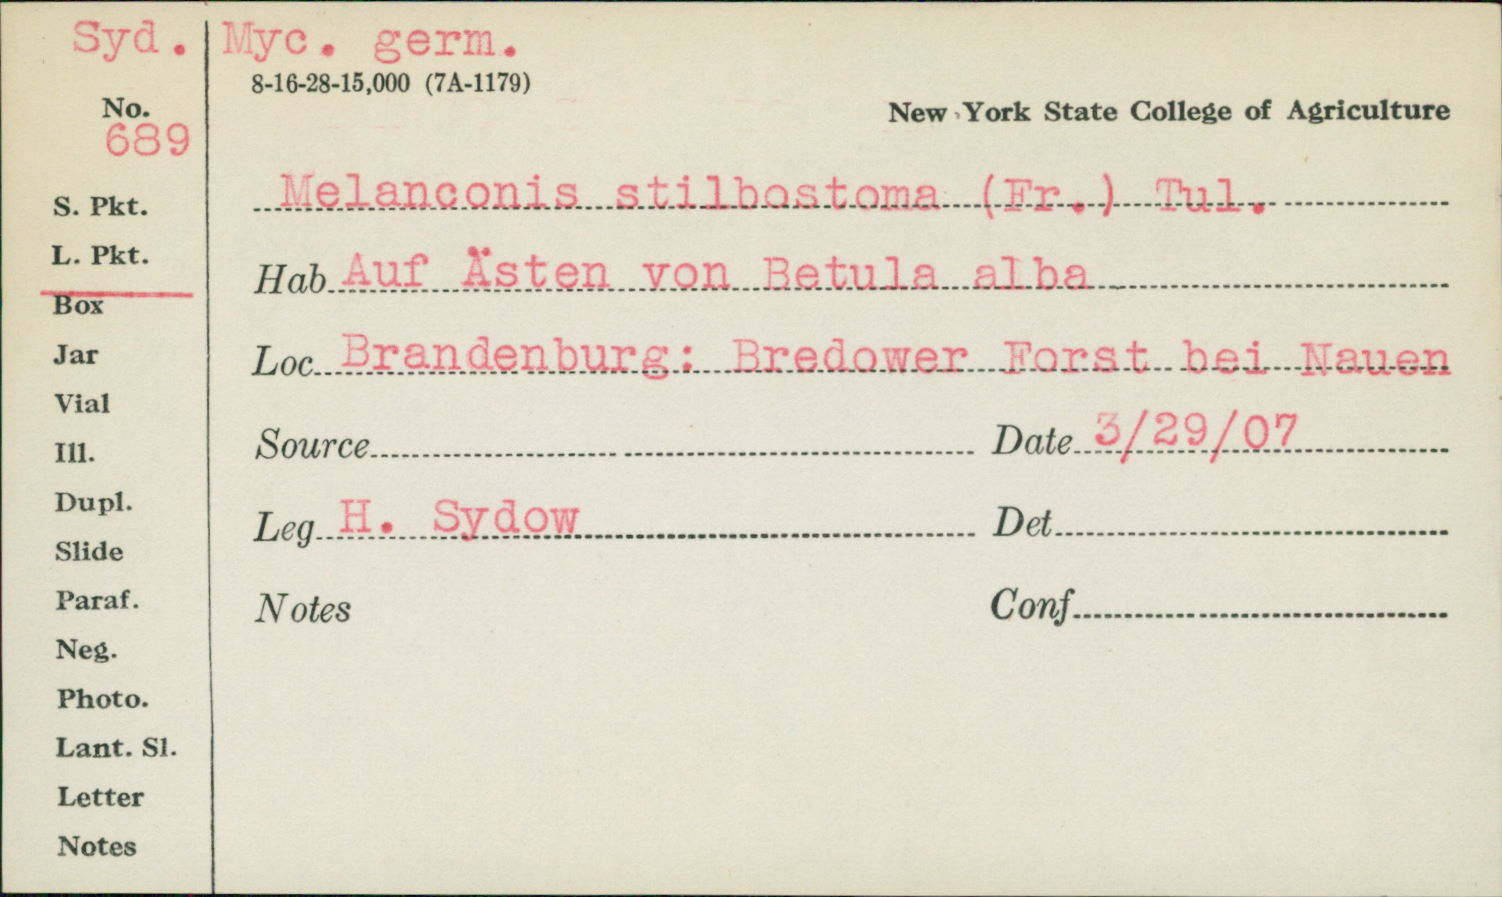 Syd. Myc. germ.
8-16-28-15,000 (7A-1179)
No.
689
New York State College of Agriculture
Melanconis stilbostoma (Fr.) Tul.
Hab. Auf Ästen von Betula alba
Loc. Brandenburg: Bredower Forst bei Nauen
Source
Date 3/29/07
Leg. H. Sydow
Det
Notes
Conf
S. Pkt.
L. Pkt.
Box
Jar
Vial
Ill.
Dupl.
Slide
Paraf.
Neg.
Photo.
Lant. Sl.
Letter
Notes